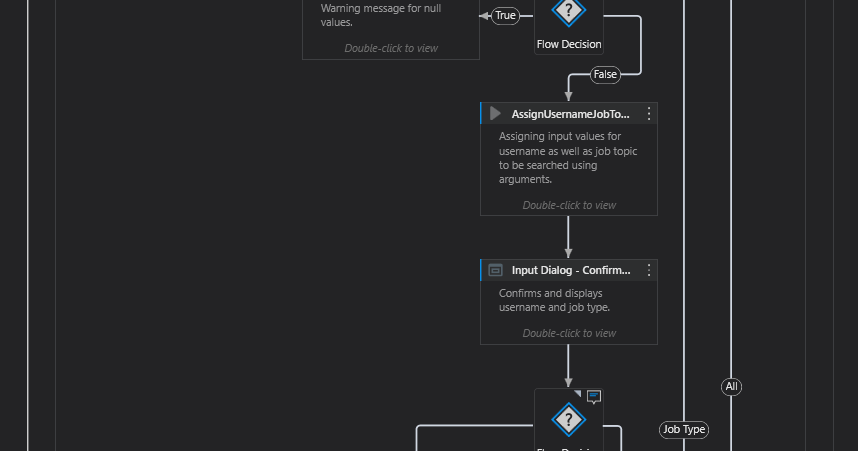 Warning message for null
values.
Double-click to view
True
Flow Decision
False
AssignUsernameJobTo...
Assigning input values for
username as well as job topic
to be searched using
arguments.
Double-click to view
Input Dialog - Confirm...
Confirms and displays
username and job type.
Double-click to view
All
Job Type